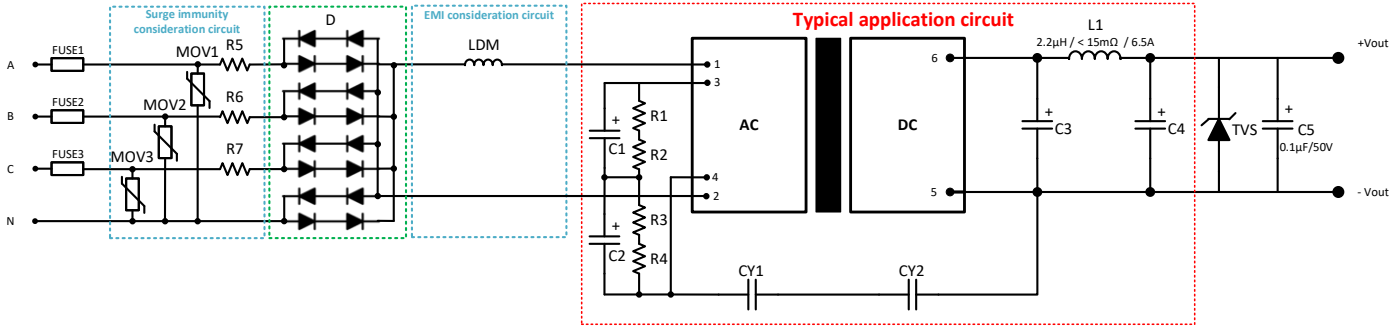 Surge immunity
consideration circuit
D
EMI consideration circuit
Typical application circuit
L1
2.2µH / < 15mΩ / 6.5A
FUSE1
MOV1
R5
LDM
+Vout
A
1
6
3
FUSE2
MOV2
R6
R1
B
AC
DC
C3
C4
TVS
C5
C1
R2
0.1µF/50V
FUSE3
MOV3
R7
C
4
2
5
- Vout
N
R3
C2
R4
CY1
CY2
+
+
+
+
+